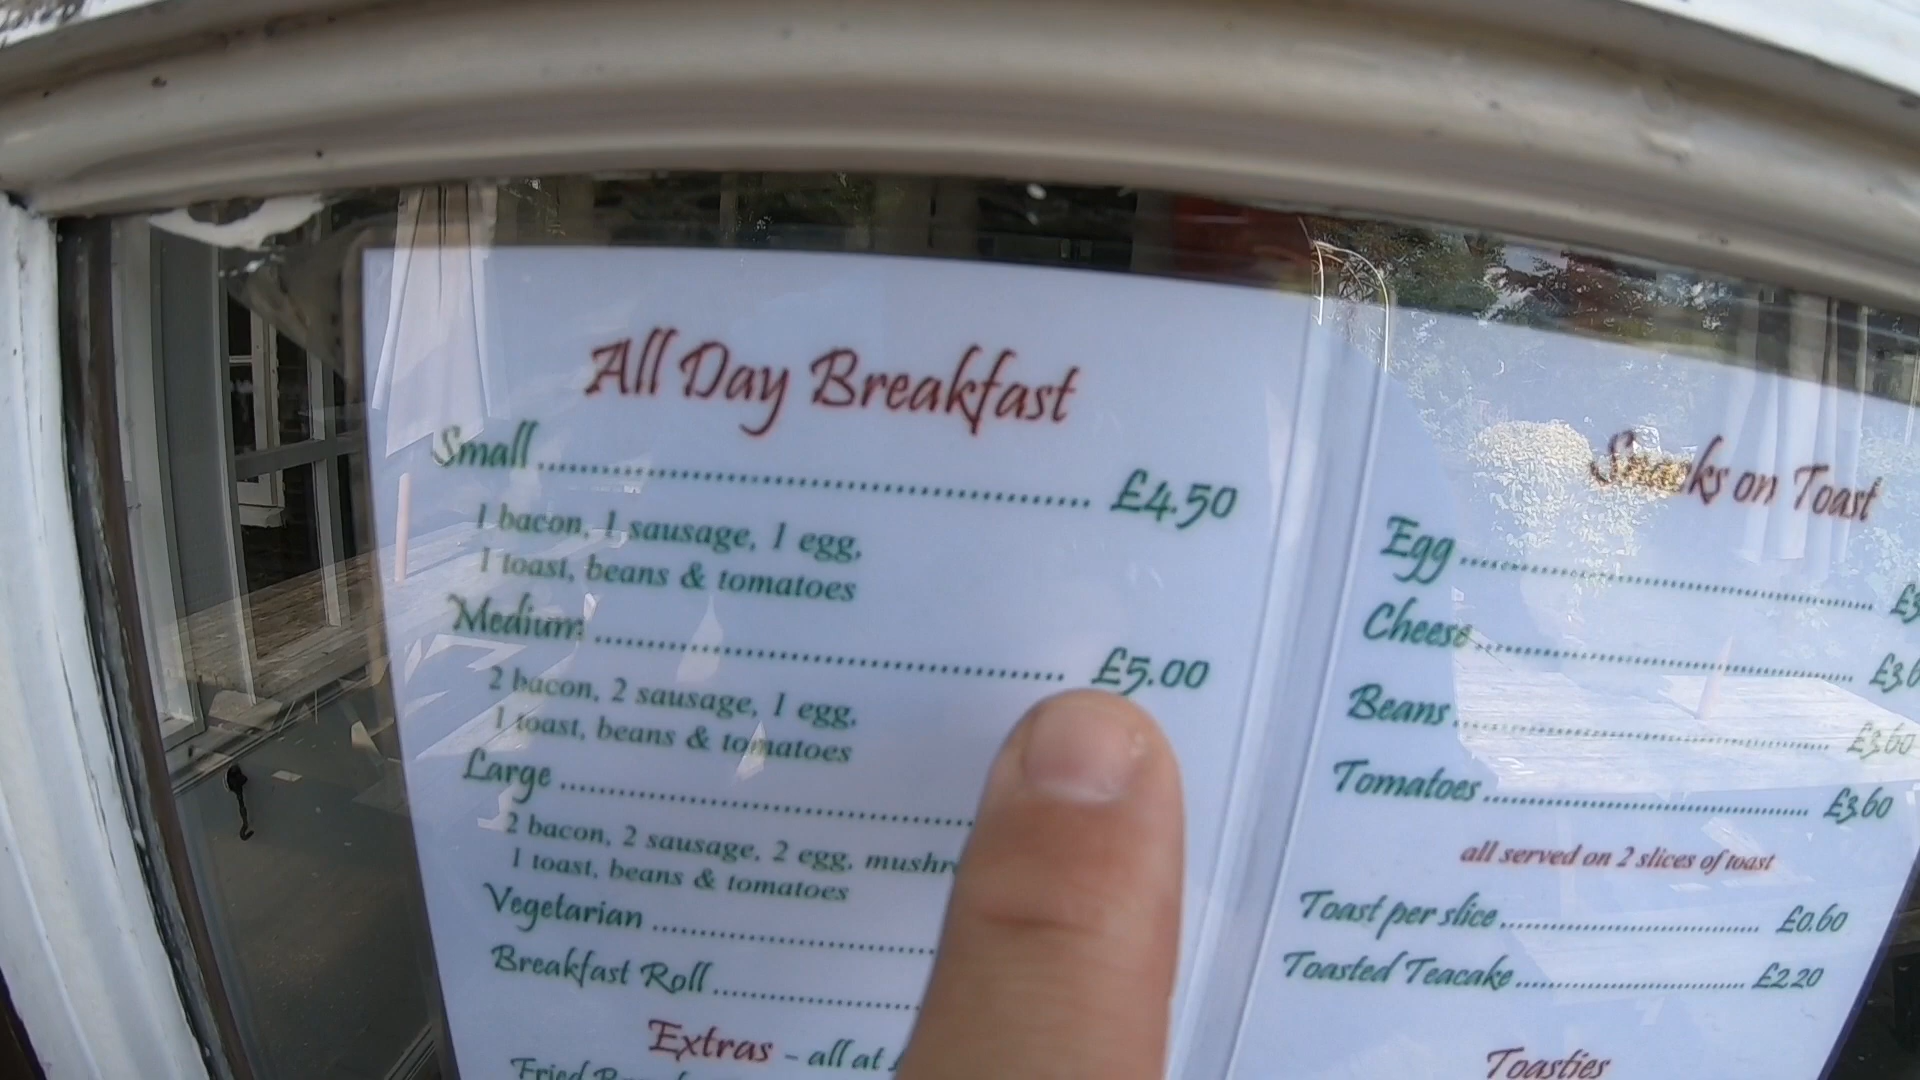 All Day Breakfast
Small ........................................................ £4.50
1 bacon, 1 sausage, 1 egg,
1 toast, beans & tomatoes
Medium ................................................ £5.00
2 bacon, 2 sausage, 1 egg,
1 toast, beans & tomatoes
Large ..........................................
2 bacon, 2 sausage, 2 egg,
1 toast, beans & tomatoes
Vegetarian .............................
Breakfast Roll .....................
Extras - all at
Fried
Snacks on Toast
Egg ..................................................
Cheese ..............................................
Beans .............................................. £3.60
Tomatoes ........................................ £3.60
all served on 2 slices of toast
Toast per slice ............................... £0.60
Toasted Teacake ........................... £2.20
Toasties